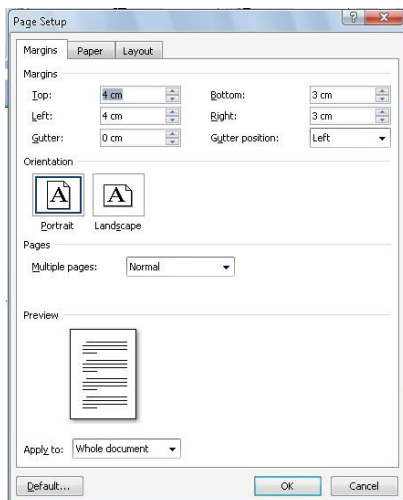 Page Setup
Margins Paper Layout
Margins
Top: 4 cm Bottom: 3 cm
Left: 4 cm Right: 3 cm
Gutter: 0 cm Gutter position: Left
Orientation
A A
Portrait Landscape
Pages
Multiple pages: Normal
Preview
Apply to: Whole document
Default... OK Cancel